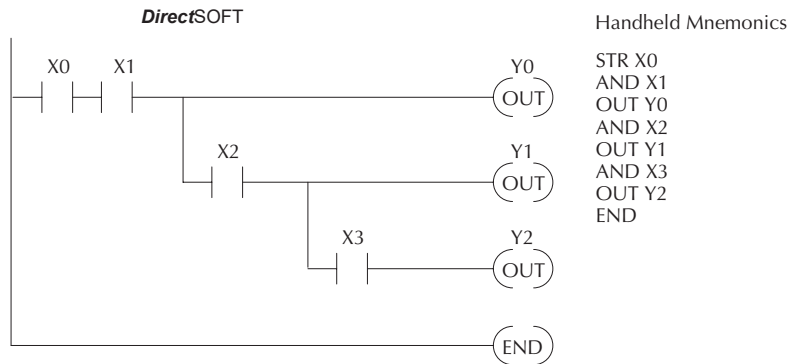 DirectSOFT
Handheld Mnemonics
X0 X1 Y0
OUT
X2 Y1
OUT
X3 Y2
OUT
END
STR X0
AND X1
OUT Y0
AND X2
OUT Y1
AND X3
OUT Y2
END